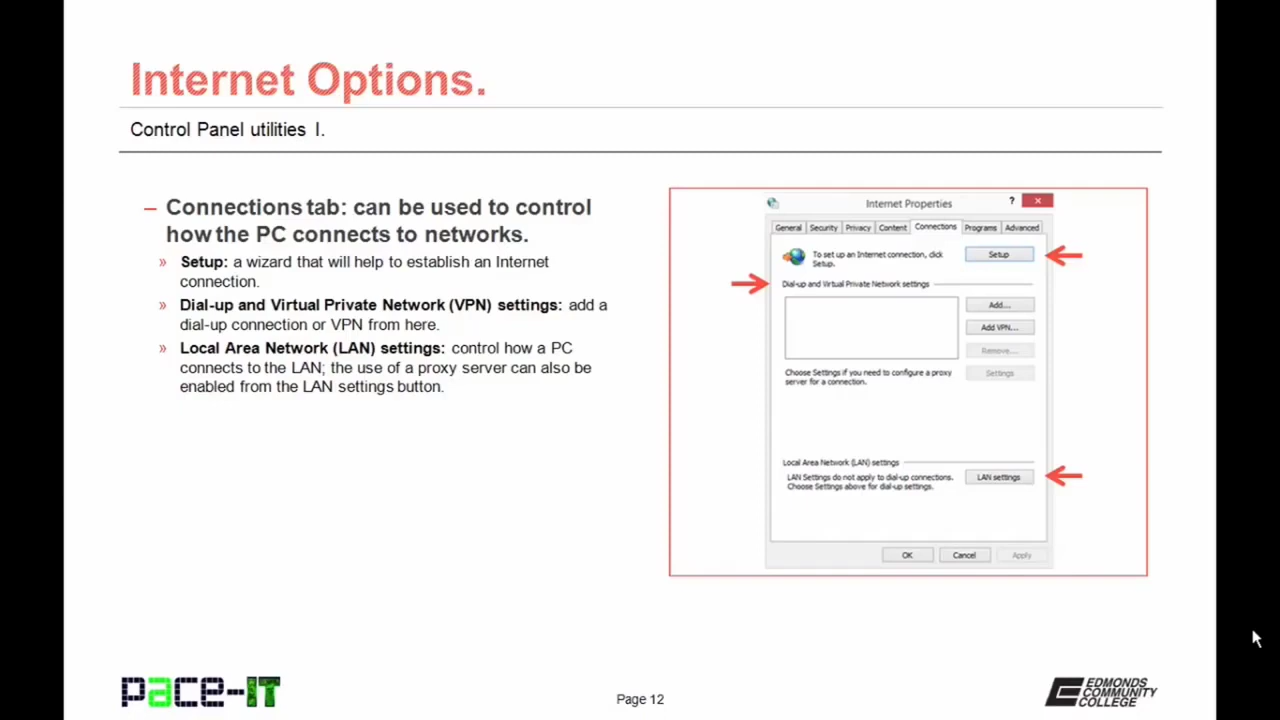 Internet Options.
Control Panel utilities I.
– Connections tab: can be used to control
how the PC connects to networks.
» Setup: a wizard that will help to establish an Internet
connection.
» Dial-up and Virtual Private Network (VPN) settings: add a
dial-up connection or VPN from here.
» Local Area Network (LAN) settings: control how a PC
connects to the LAN; the use of a proxy server can also be
enabled from the LAN settings button.
Internet Properties
? x
General Security Privacy Content Connections Programs Advanced
To set up an Internet connection, click
Setup.
Setup
Dial-up and Virtual Private Network settings
Add...
Add VPN...
Remove...
Choose Settings if you need to configure a proxy
server for a connection.
Settings
Local Area Network (LAN) settings
LAN Settings do not apply to dial-up connections.
Choose Settings above for dial-up settings.
LAN settings
OK Cancel Apply
pace-IT
Page 12
EDMONDS
COMMUNITY
COLLEGE